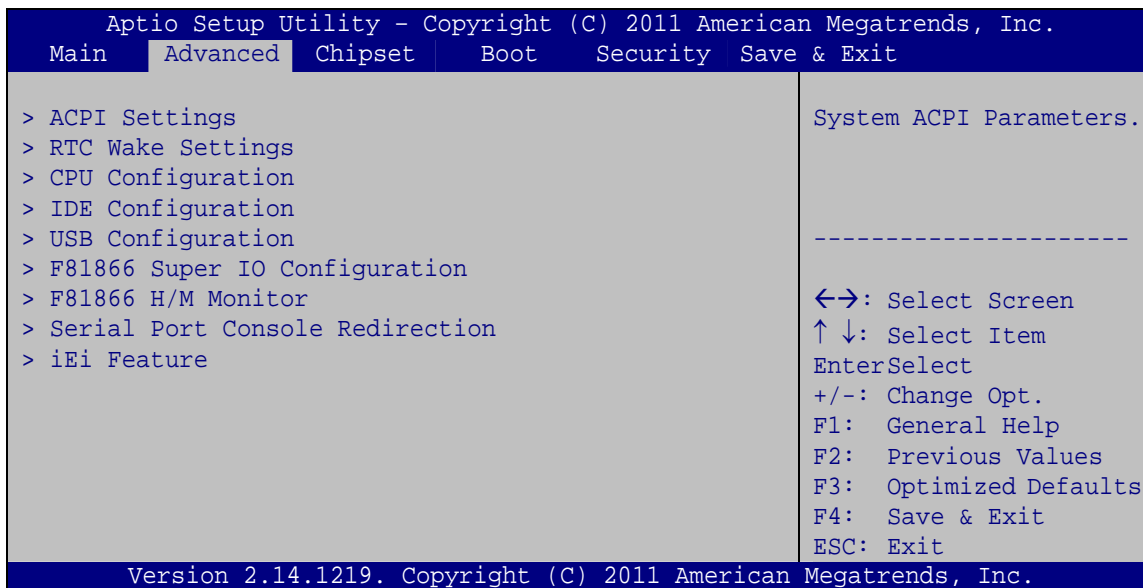 Aptio Setup Utility – Copyright (C) 2011 American Megatrends, Inc.
Main Advanced Chipset Boot Security Save & Exit
> ACPI Settings
> RTC Wake Settings
> CPU Configuration
> IDE Configuration
> USB Configuration
> F81866 Super IO Configuration
> F81866 H/M Monitor
> Serial Port Console Redirection
> iEi Feature
System ACPI Parameters.
----------------------
←→: Select Screen
↑ ↓: Select Item
EnterSelect
+/-: Change Opt.
F1: General Help
F2: Previous Values
F3: Optimized Defaults
F4: Save & Exit
ESC: Exit
Version 2.14.1219. Copyright (C) 2011 American Megatrends, Inc.